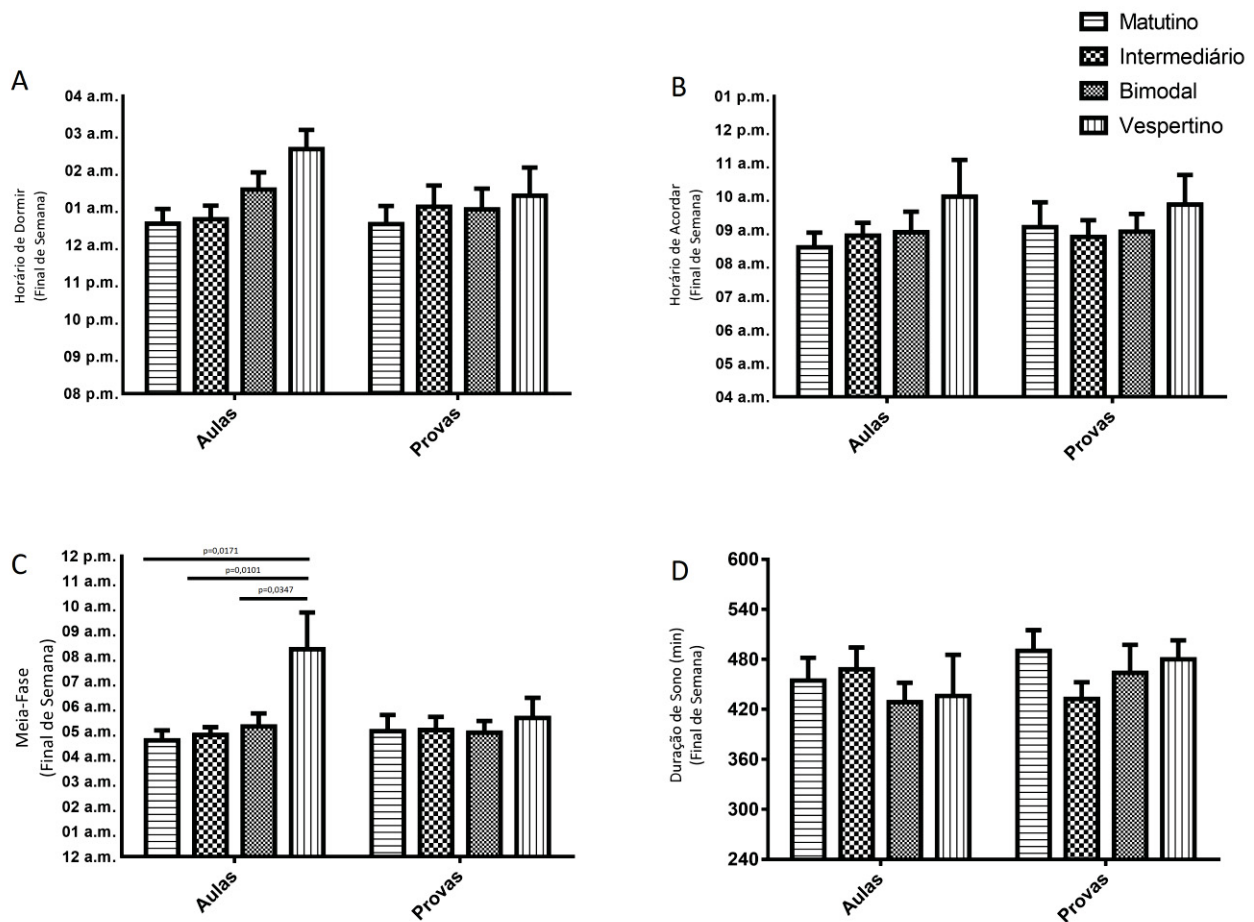 Matutino
Intermediário
Bimodal
Vespertino
A
Horário de Dormir
(Final de Semana)
04 a.m.
03 a.m.
02 a.m.
01 a.m.
12 a.m.
11 p.m.
10 p.m.
09 p.m.
08 p.m.
Aulas
Provas
B
Horário de Acordar
(Final de Semana)
01 p.m.
12 p.m.
11 a.m.
10 a.m.
09 a.m.
08 a.m.
07 a.m.
06 a.m.
05 a.m.
04 a.m.
Aulas
Provas
C
Meia-Fase
(Final de Semana)
12 p.m.
11 a.m.
10 a.m.
09 a.m.
08 a.m.
07 a.m.
06 a.m.
05 a.m.
04 a.m.
03 a.m.
02 a.m.
01 a.m.
12 a.m.
p=0,0171
p=0,0101
p=0,0347
Aulas
Provas
D
Duração de Sono (min)
(Final de Semana)
600
540
480
420
360
300
240
Aulas
Provas